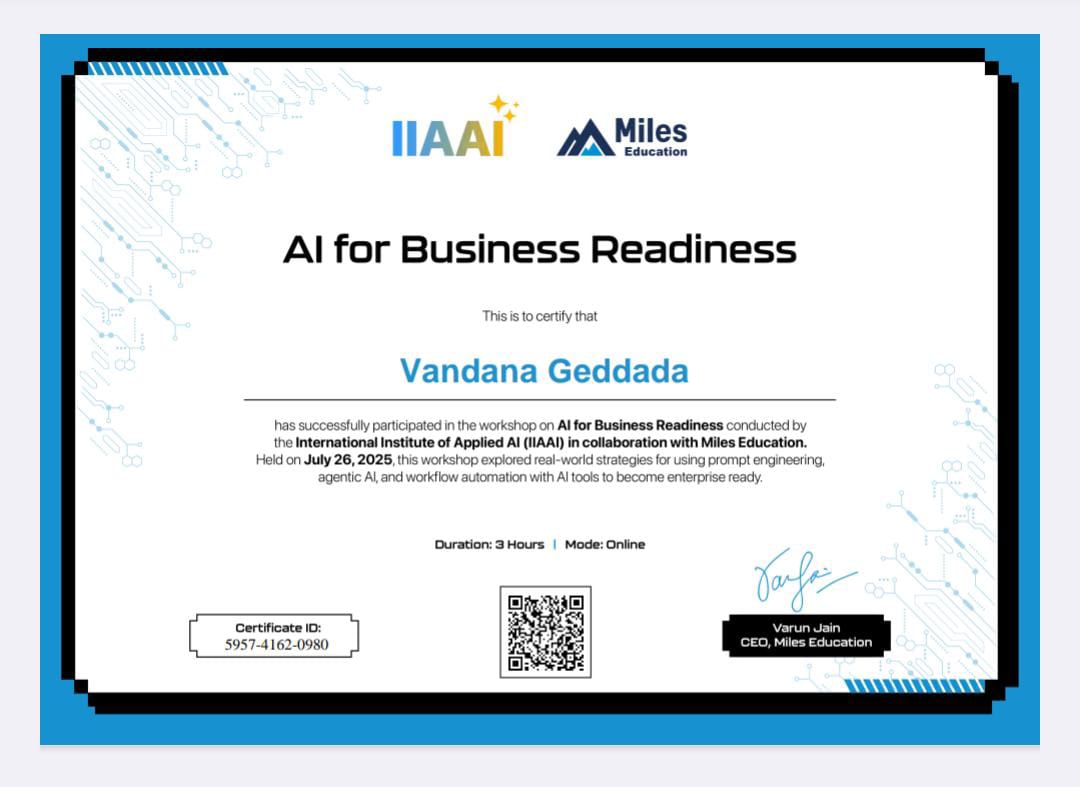 IIAAI
Miles
Education
AI for Business Readiness
This is to certify that
Vandana Geddada
has successfully participated in the workshop on AI for Business Readiness conducted by
the International Institute of Applied AI (IIAAI) in collaboration with Miles Education.
Held on July 26, 2025, this workshop explored real-world strategies for using prompt engineering,
agentic AI, and workflow automation with AI tools to become enterprise ready.
Duration: 3 Hours | Mode: Online
Certificate ID:
5957-4162-0980
Varun Jain
CEO, Miles Education